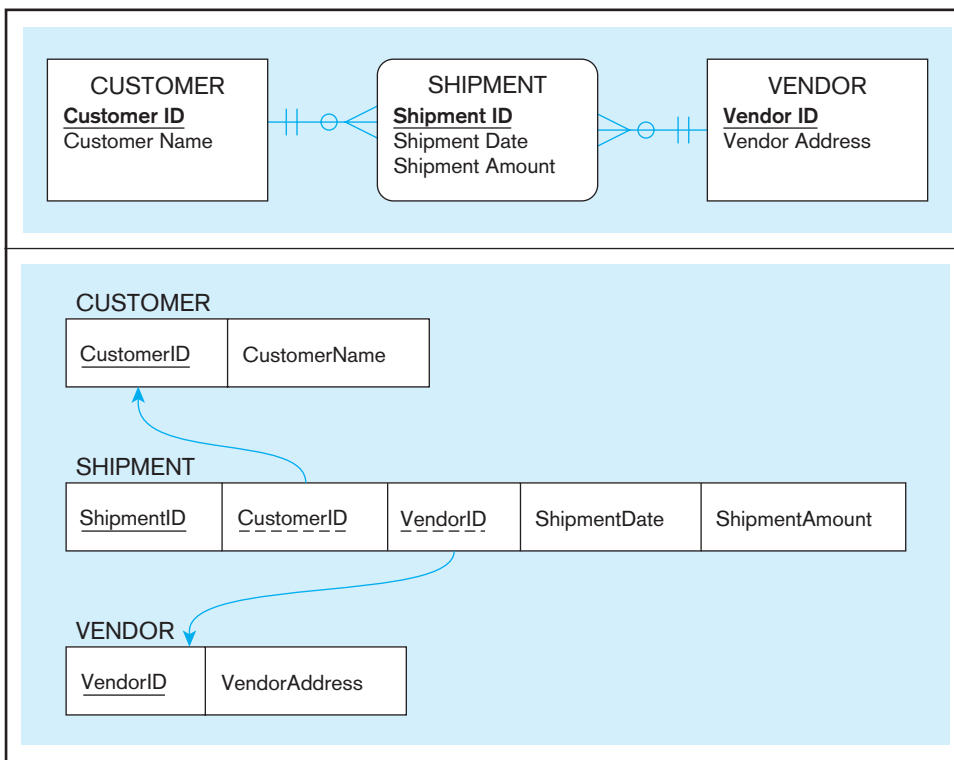 CUSTOMER
Customer ID
Customer Name
SHIPMENT
Shipment ID
Shipment Date
Shipment Amount
VENDOR
Vendor ID
Vendor Address
CUSTOMER
CustomerID CustomerName
SHIPMENT
ShipmentID CustomerID VendorID ShipmentDate ShipmentAmount
VENDOR
VendorID VendorAddress